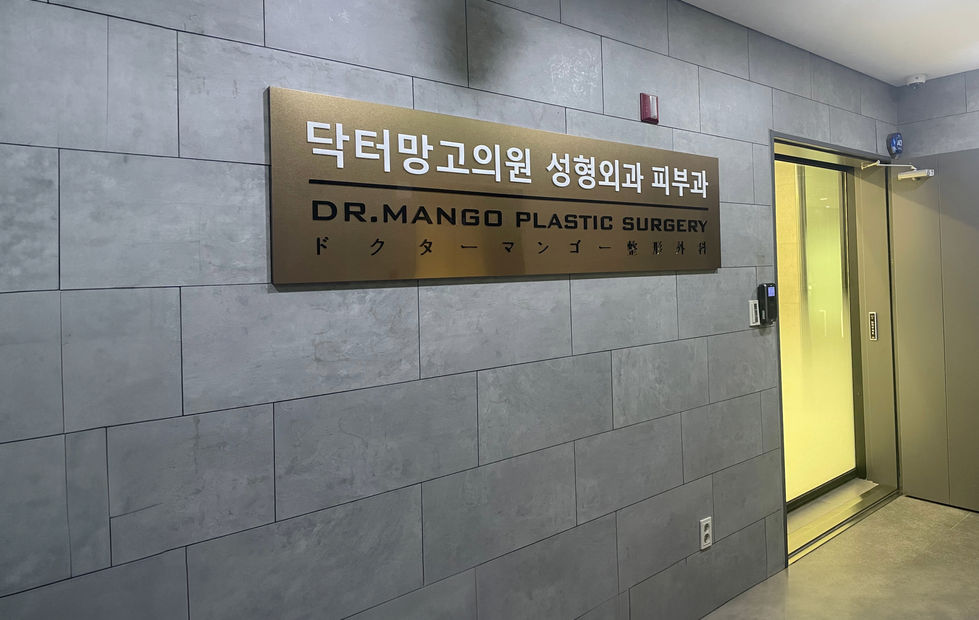 닥터망고의원 성형외과 피부과
DR.MANGO PLASTIC SURGERY
ドクターマンゴー整形外科